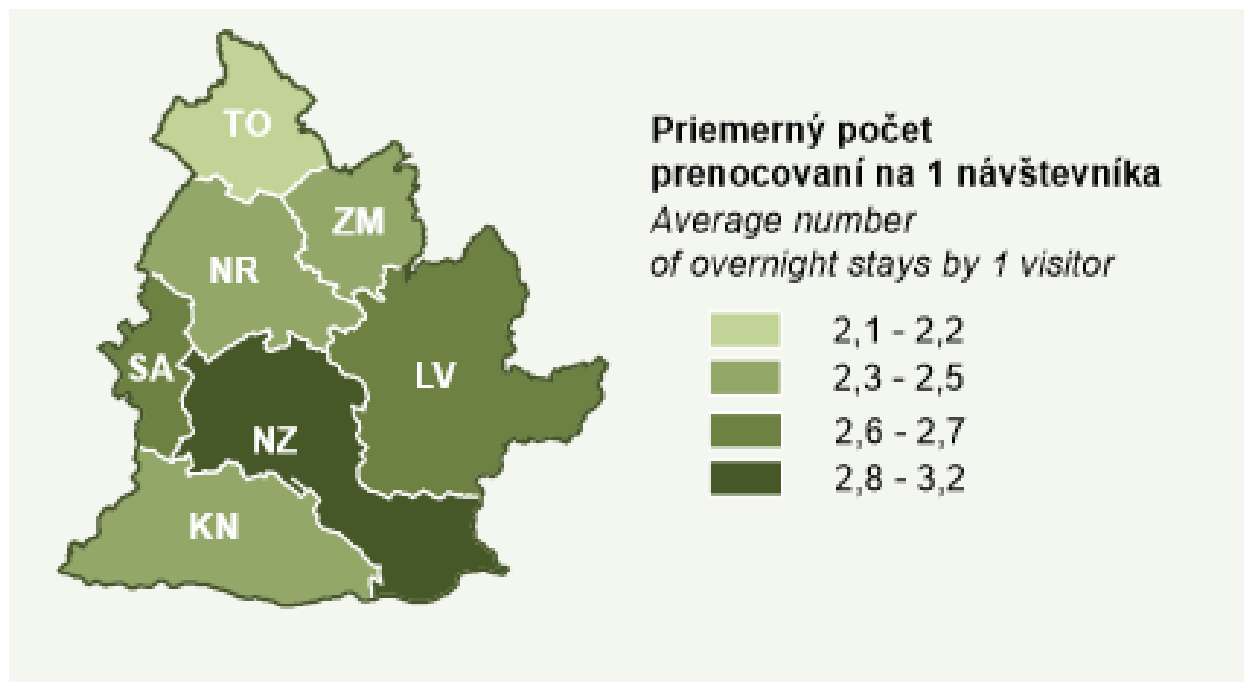 TO
ZM
NR
SA
LV
NZ
KN
Priemerný počet
prenocovaní na 1 návštevníka
Average number
of overnight stays by 1 visitor
2,1 - 2,2
2,3 - 2,5
2,6 - 2,7
2,8 - 3,2